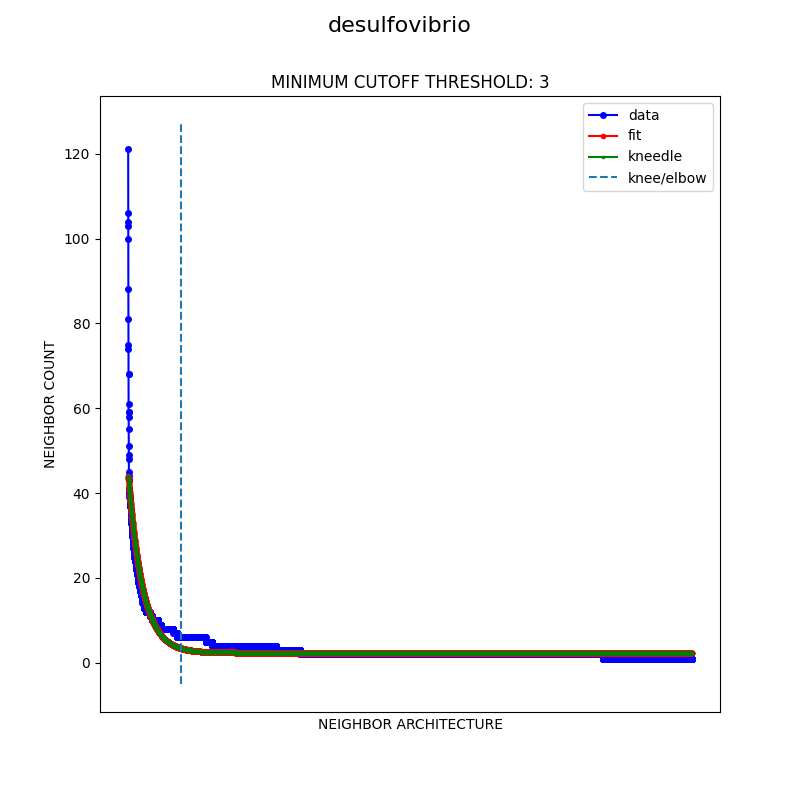 desulfovibrio
MINIMUM CUTOFF THRESHOLD: 3
data
fit
kneedle
knee/elbow
120
100
80
60
40
20
0
NEIGHBOR COUNT
NEIGHBOR ARCHITECTURE